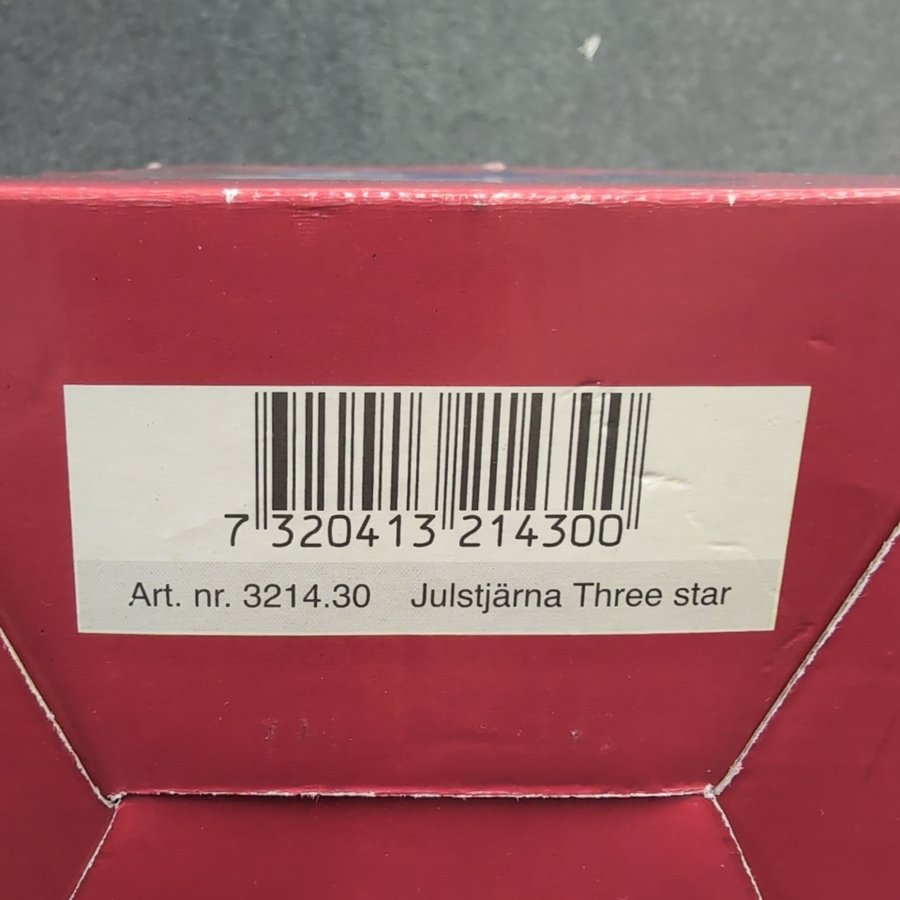 7 320413 214300
Art. nr. 3214.30 Julstjärna Three star